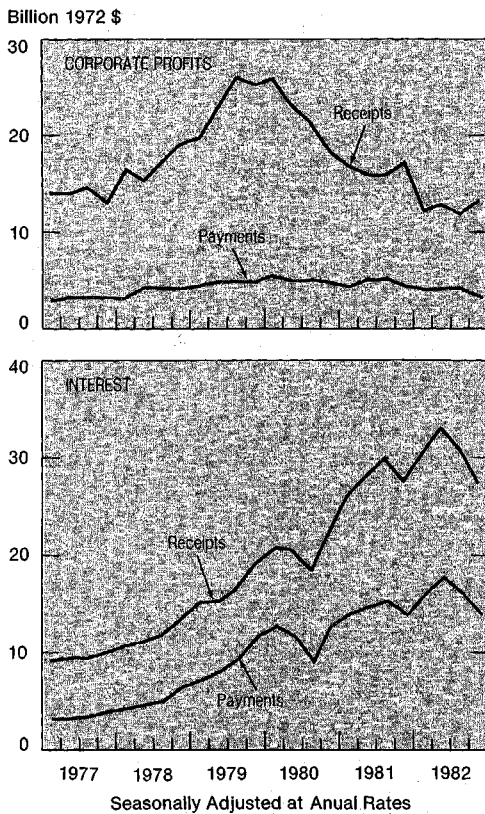 Billion 1972 $
30
CORPORATE PROFITS
Receipts
20
10
Payments
0
40
INTEREST
30
Receipts
20
10
Payments
0
1977 1978 1979 1980 1981 1982
Seasonally Adjusted at Anual Rates